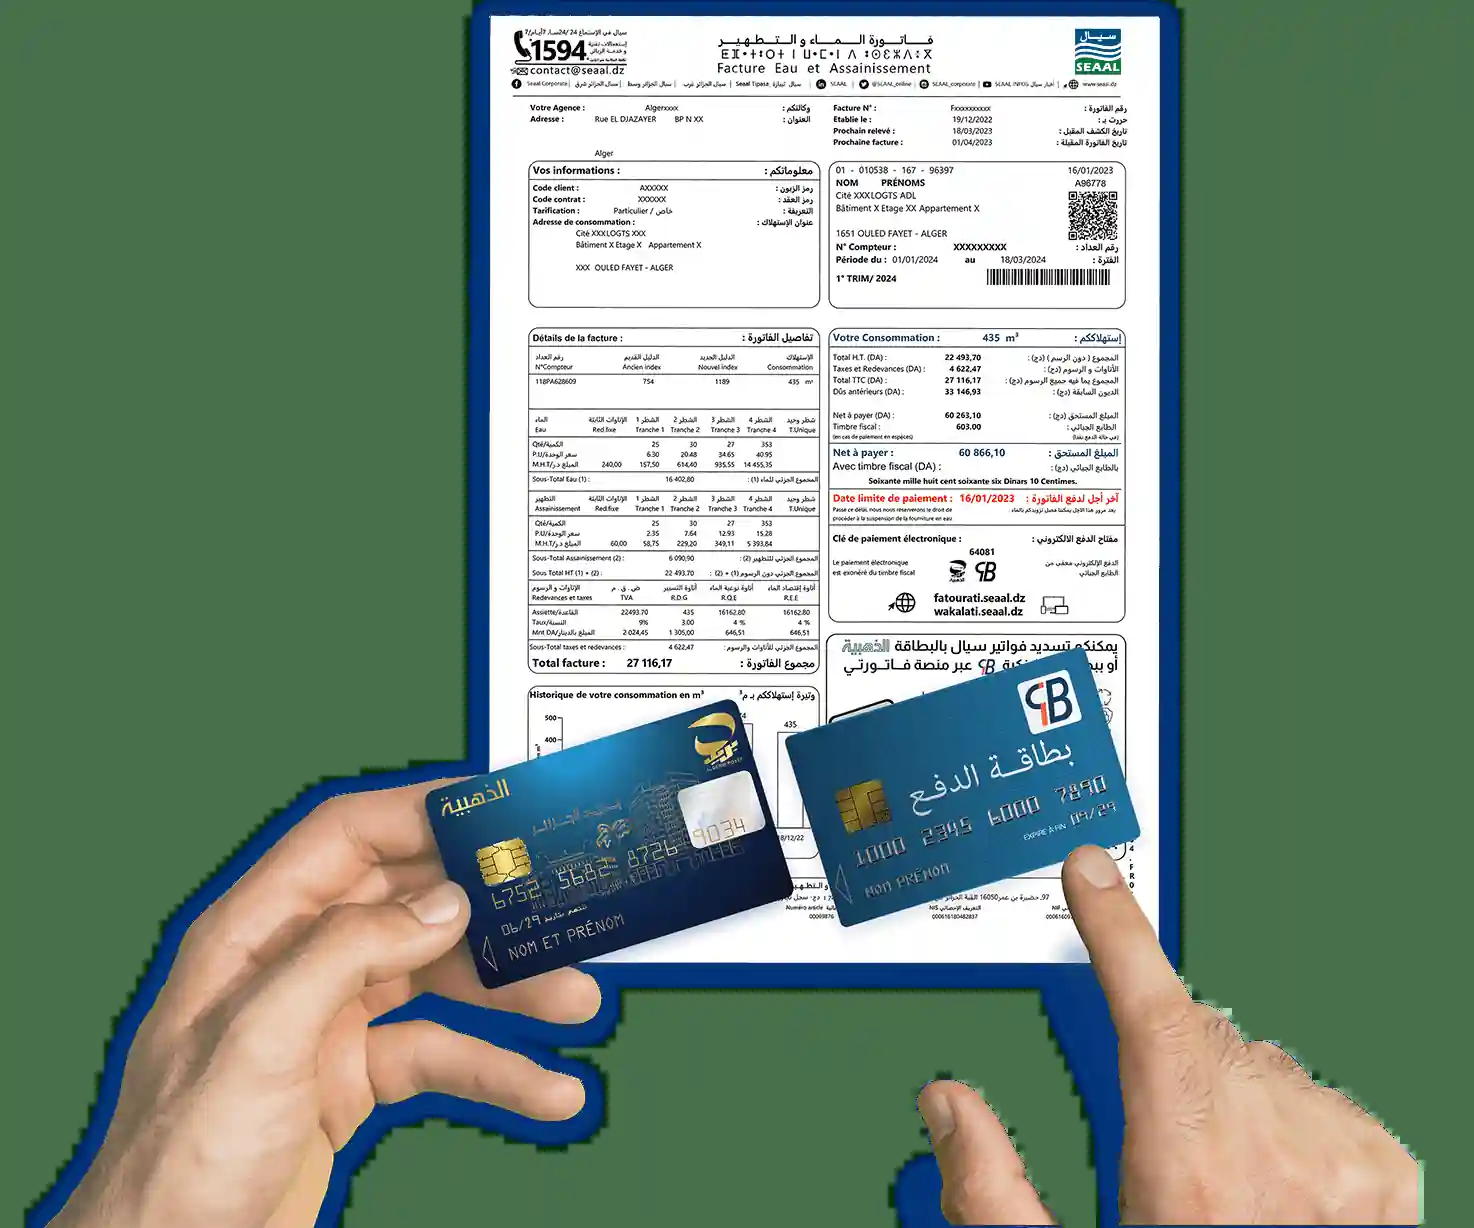 سيال في الإستماع 24/24سا، 7أيام/7
1594
contact@seaal.dz
فــاتــورة الـمــاء و الـتــطـهـيــر
Facture Eau et Assainissement
سيال
SEAAL
Seaal Corporate | سيال الجزائر شرق | سيال الجزائر وسط | سيال الجزائر غرب | Seaal Tipasa سيال تيبازة | SEAAL | @SEAAL_online | SEAAL_corporate | SEAAL INFOS أخبار سيال | www.seaal.dz
Votre Agence : Algerxxxx وكالتكم :
Adresse : Rue EL DJAZAYER BP N XX العنوان :
Alger
Facture N° : Fxxxxxxxxxx رقم الفاتورة :
Etablie le : 19/12/2022 حررت بـ :
Prochain relevé : 18/03/2023 تاريخ الكشف المقبل :
Prochaine facture : 01/04/2023 تاريخ الفاتورة المقبلة :
Vos informations : معلوماتكم :
Code client : AXXXXX رمز الزبون :
Code contrat : XXXXXX رمز العقد :
Tarification : Particulier / خاص التعريفة :
Adresse de consommation : عنوان الإستهلاك :
Cité XXXLOGTS XXX
Bâtiment X Etage X Appartement X
XXX OULED FAYET - ALGER
01 - 010538 - 167 - 96397 16/01/2023
NOM PRÉNOMS A96778
Cité XXXLOGTS ADL
Bâtiment X Etage XX Appartement X
1651 OULED FAYET - ALGER
N° Compteur : XXXXXXXXX رقم العداد :
Période du : 01/01/2024 au 18/03/2024 الفترة :
1° TRIM/ 2024
Détails de la facture : تفاصيل الفاتورة :
رقم العداد الدليل القديم الدليل الجديد الإستهلاك
N°Compteur Ancien index Nouvel index Consommation
118PA628609 754 1189 435 m³
الماء الإتاوات الثابتة الشطر 1 الشطر 2 الشطر 3 الشطر 4 شطر وحيد
Eau Red.fixe Tranche 1 Tranche 2 Tranche 3 Tranche 4 T.Unique
Qté/الكمية 25 30 27 353
P.U/سعر الوحدة 6.30 20.48 34.65 40.95
M.H.T/المبلغ د.ر 240,00 157,50 614,40 935,55 14 455,35
Sous-Total Eau (1) : 16 402,80 المجموع الجزئي للماء (1) :
التطهير الإتاوات الثابتة الشطر 1 الشطر 2 الشطر 3 الشطر 4 شطر وحيد
Assainissement Red.fixe Tranche 1 Tranche 2 Tranche 3 Tranche 4 T.Unique
Qté/الكمية 25 30 27 353
P.U/سعر الوحدة 2.35 7.64 12.93 15.28
M.H.T/المبلغ د.ر 60,00 58,75 229,20 349,11 5 393,84
Sous-Total Assainissement (2) : 6 090,90 المجموع الجزئي للتطهير (2) :
Sous Total HT (1) + (2) : 22 493,70 المجموع الجزئي دون الرسوم (1) + (2) :
الإتاوات و الرسوم ض . ق . م أتاوة التسيير أتاوة نوعية الماء أتاوة إقتصاد الماء
Redevances et taxes TVA R.D.G R.Q.E R.E.E
Assiette/القاعدة 22493.70 435 16162.80 16162.80
Taux/النسبة 9% 3.00 4 % 4 %
Mnt DA/المبلغ بالدينار 2 024,45 1 305,00 646,51 646,51
Sous-Total taxes et redevances : 4 622,47 المجموع الجزئي للأتاوات والرسوم :
Total facture : 27 116,17 مجموع الفاتورة :
Votre Consommation : 435 m³ إستهلاككم :
Total H.T. (DA) : 22 493,70 المجموع ( دون الرسم ) (دج) :
Taxes et Redevances (DA) : 4 622,47 الأتاوات و الرسوم (دج) :
Total TTC (DA) : 27 116,17 المجموع بما فيه جميع الرسوم (دج) :
Dûs antérieurs (DA) : 33 146,93 الديون السابقة (دج) :
Net à payer (DA) : 60 263,10 المبلغ المستحق (دج) :
Timbre fiscal : 603.00 الطابع الجبائي :
(en cas de paiement en espèces) (في حالة الدفع نقدا)
Net à payer : 60 866,10 المبلغ المستحق :
Avec timbre fiscal (DA) : بالطابع الجبائي (دج) :
Soixante mille huit cent soixante six Dinars 10 Centimes.
Date limite de paiement : 16/01/2023 آخر أجل لدفع الفاتورة :
Passe ce délai, nous nous réserverons le droit de
procéder à la suspension de la fourniture en eau
Clé de paiement électronique : مفتاح الدفع الالكتروني :
64081
Le paiement électronique الدفع الإلكتروني معفى من
est exonéré du timbre fiscal الطابع الجبائي
fatourati.seaal.dz
wakalati.seaal.dz
يمكنكم تسديد فواتير سيال بالبطاقة الذهبية
عبر منصة فــاتـورتـي
Historique de votre consommation en m³ وتيرة إستهلاككم بـ م³
500
400
435
الذهبية
ALGERIE POSTE
6752 5682 8726 9034
06/29
NOM ET PRÉNOM
بطاقـة الدفـع
1000 2345 6000 7890
EXPIRE À FIN 09/29
NOM PRÉNOM
Numéro article
NIS
000616180482837